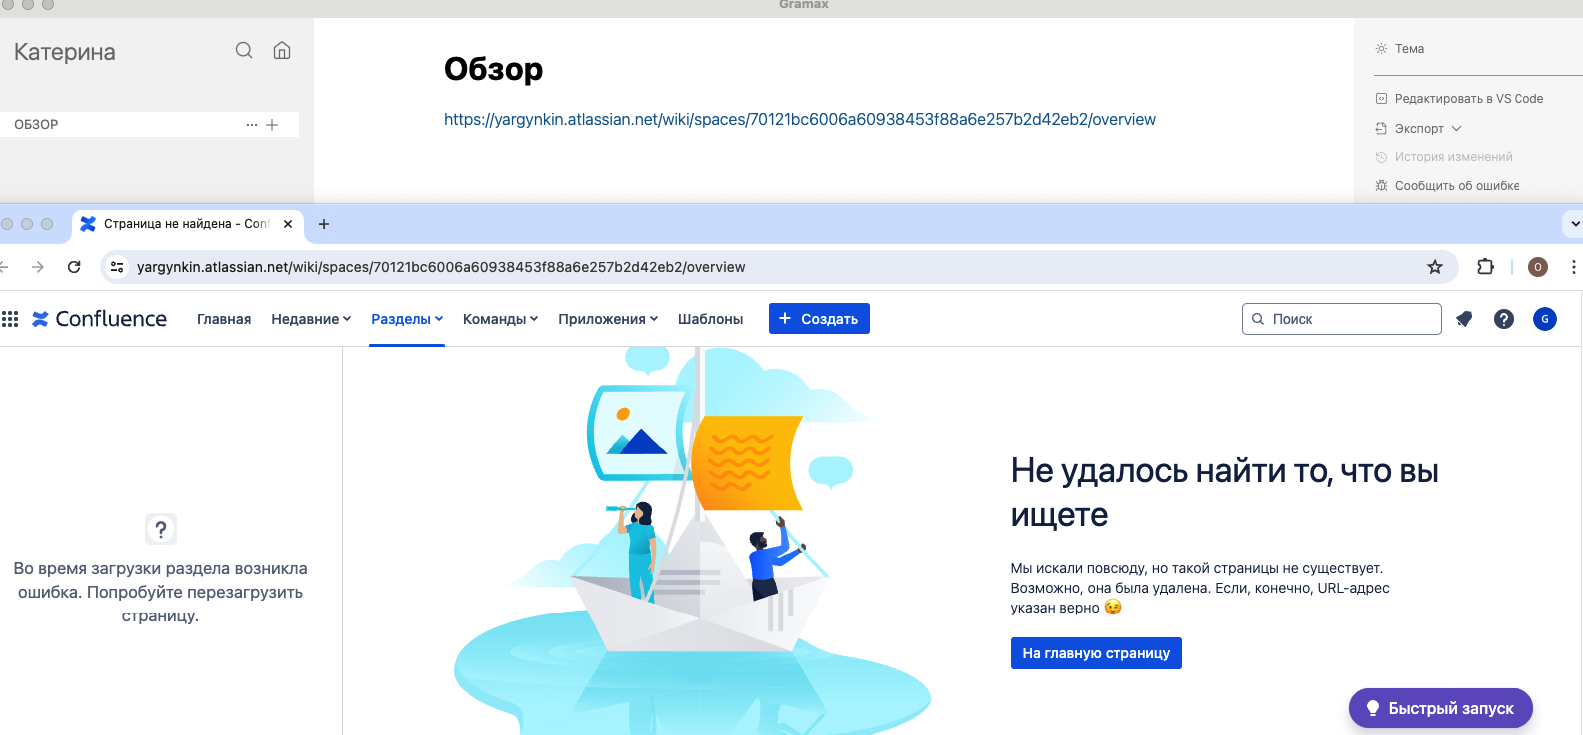 Gramax
Катерина
ОБЗОР
Обзор
https://yargynkin.atlassian.net/wiki/spaces/70121bc6006a60938453f88a6e257b2d42eb2/overview
Тема
Редактировать в VS Code
Экспорт
История изменений
Сообщить об ошибке
Страница не найдена - Conf
yargynkin.atlassian.net/wiki/spaces/70121bc6006a60938453f88a6e257b2d42eb2/overview
O
Confluence
Главная
Недавние
Разделы
Команды
Приложения
Шаблоны
+ Создать
Поиск
?
G
?
Во время загрузки раздела возникла
ошибка. Попробуйте перезагрузить
страницу.
Не удалось найти то, что вы
ищете
Мы искали повсюду, но такой страницы не существует.
Возможно, она была удалена. Если, конечно, URL-адрес
указан верно 😉
На главную страницу
Быстрый запуск